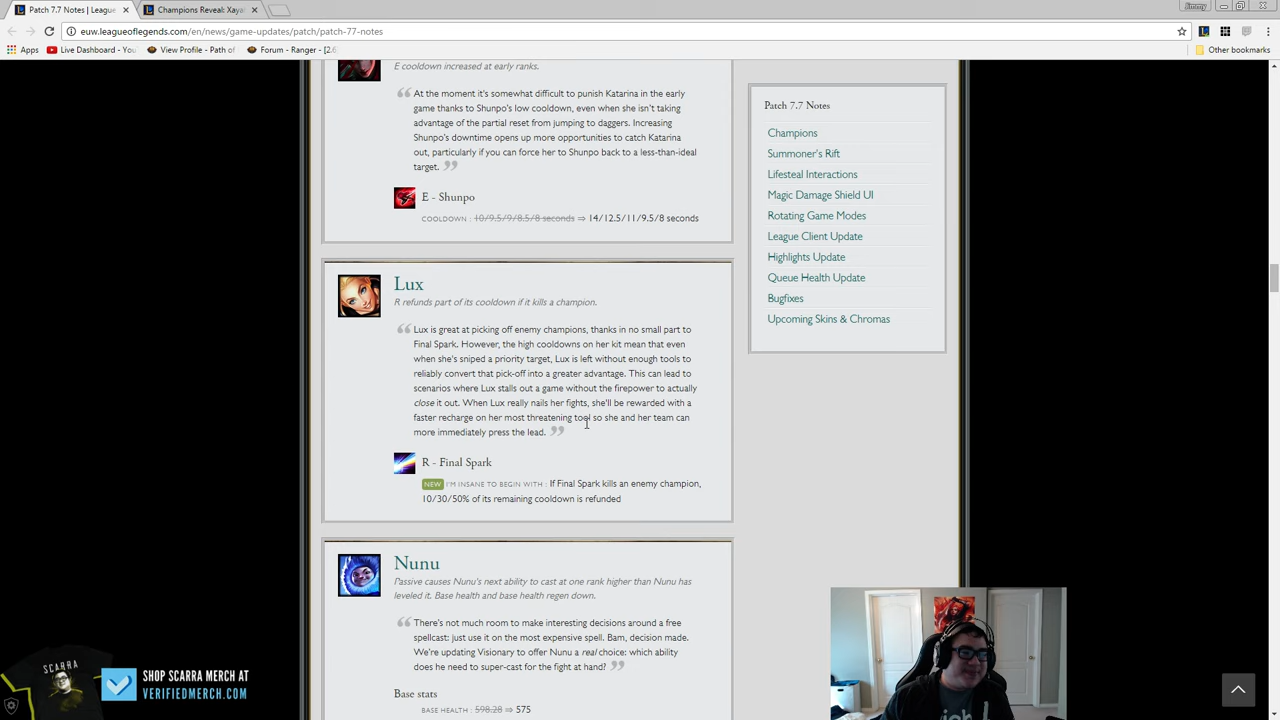 Patch 7.7 Notes | League
Champions Reveal: Xaya
Jimmy
euw.leagueoflegends.com/en/news/game-updates/patch/patch-77-notes
Apps
Live Dashboard - You
View Profile - Path of
Forum - Ranger - [2.6
Other bookmarks
E cooldown increased at early ranks.
At the moment it's somewhat difficult to punish Katarina in the early
game thanks to Shunpo's low cooldown, even when she isn't taking
advantage of the partial reset from jumping to daggers. Increasing
Shunpo's downtime opens up more opportunities to catch Katarina
out, particularly if you can force her to Shunpo back to a less-than-ideal
target.
E - Shunpo
COOLDOWN : 10/9.5/9/8.5/8 seconds ⇒ 14/12.5/11/9.5/8 seconds
Lux
R refunds part of its cooldown if it kills a champion.
Lux is great at picking off enemy champions, thanks in no small part to
Final Spark. However, the high cooldowns on her kit mean that even
when she's sniped a priority target, Lux is left without enough tools to
reliably convert that pick-off into a greater advantage. This can lead to
scenarios where Lux stalls out a game without the firepower to actually
close it out. When Lux really nails her fights, she'll be rewarded with a
faster recharge on her most threatening tool so she and her team can
more immediately press the lead.
R - Final Spark
NEW I'M INSANE TO BEGIN WITH : If Final Spark kills an enemy champion,
10/30/50% of its remaining cooldown is refunded
Nunu
Passive causes Nunu's next ability to cast at one rank higher than Nunu has
leveled it. Base health and base health regen down.
There's not much room to make interesting decisions around a free
spellcast: just use it on the most expensive spell. Bam, decision made.
We're updating Visionary to offer Nunu a real choice: which ability
does he need to super-cast for the fight at hand?
Base stats
BASE HEALTH : 598.28 ⇒ 575
Patch 7.7 Notes
Champions
Summoner's Rift
Lifesteal Interactions
Magic Damage Shield UI
Rotating Game Modes
League Client Update
Highlights Update
Queue Health Update
Bugfixes
Upcoming Skins & Chromas
SCARRA
SHOP SCARRA MERCH AT
VERIFIEDMERCH.COM